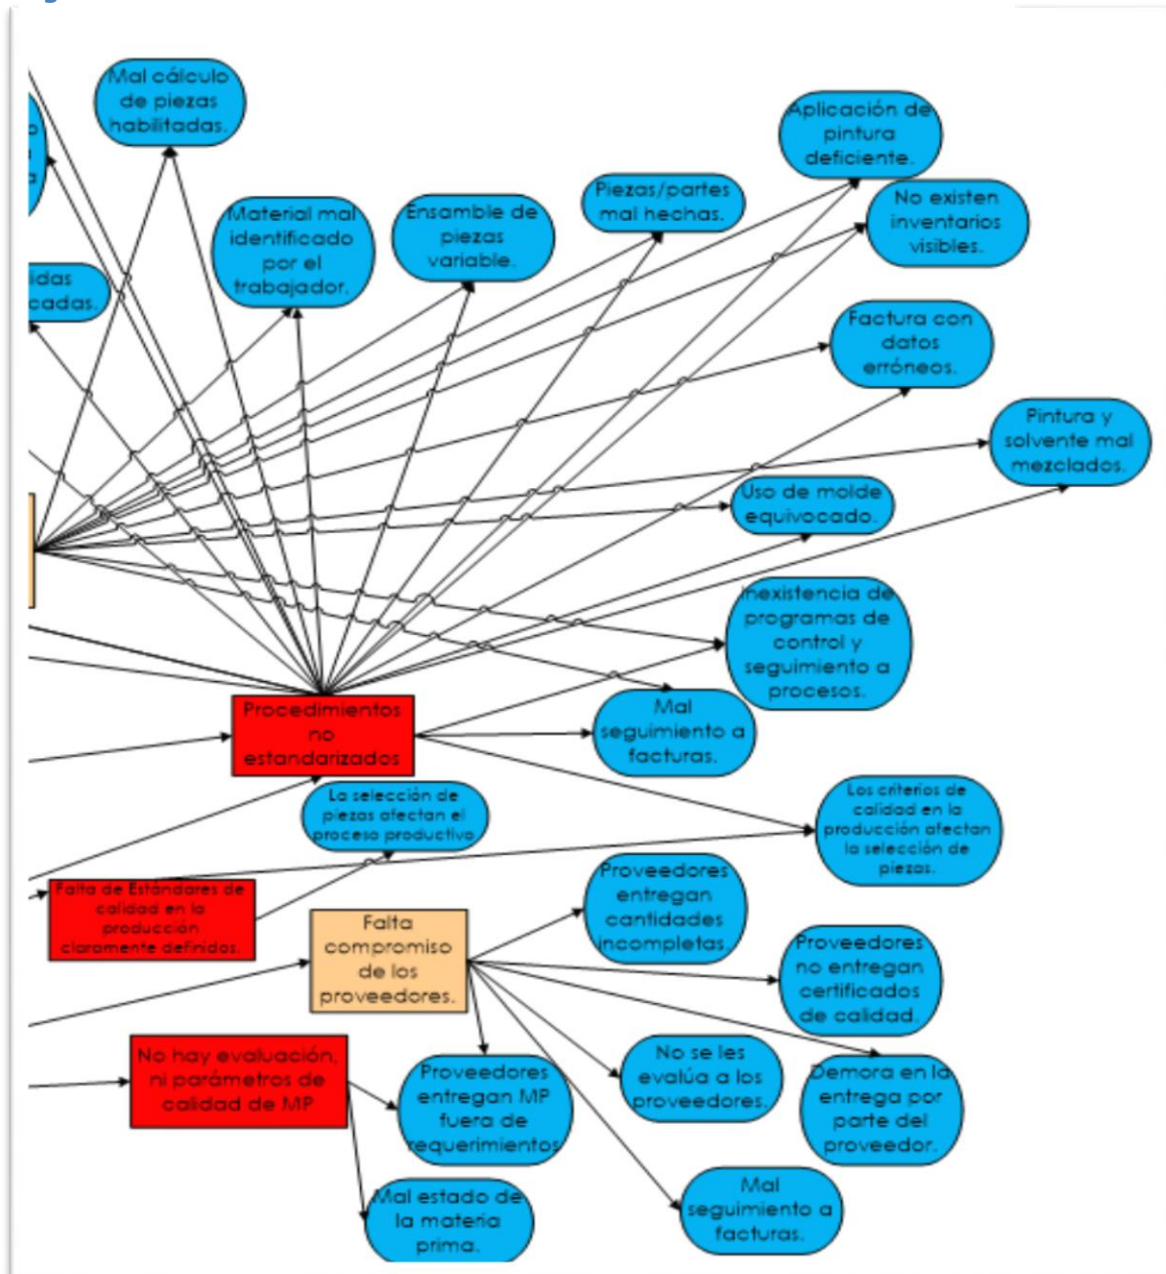 Mal cálculo
de piezas
habilitadas.
Aplicación de
pintura
deficiente.
Piezas/partes
mal hechas.
No existen
inventarios
visibles.
Material mal
identificado
por el
trabajador.
Ensamble de
piezas
variable.
idas
cadas.
Factura con
datos
erróneos.
Pintura y
solvente mal
mezclados.
Uso de molde
equivocado.
Inexistencia de
programas de
control y
seguimiento a
procesos.
Procedimientos
no
estandarizados
Mal
seguimiento a
facturas.
La selección de
piezas afectan el
proceso productivo
Los criterios de
calidad en la
producción afectan
la selección de
piezas.
Falta de Estándares de
calidad en la
producción
claramente definidos.
Proveedores
entregan
cantidades
incompletas.
Falta
compromiso
de los
proveedores.
Proveedores
no entregan
certificados
de calidad.
No hay evaluación,
ni parámetros de
calidad de MP
Proveedores
entregan MP
fuera de
requerimientos
No se les
evalúa a los
proveedores.
Demora en la
entrega por
parte del
proveedor.
Mal estado de
la materia
prima.
Mal
seguimiento a
facturas.